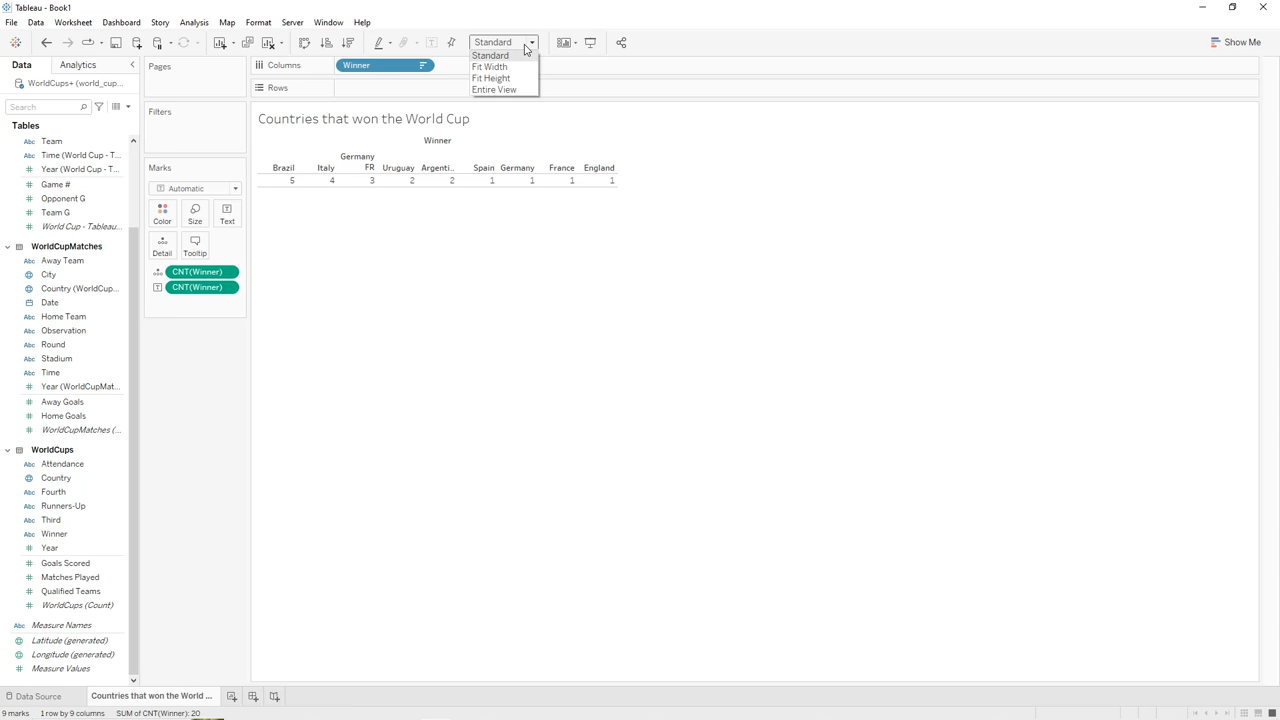 Tableau - Book1
File Data Worksheet Dashboard Story Analysis Map Format Server Window Help
Standard
Show Me
Standard
Fit Width
Fit Height
Entire View
Data Analytics
WorldCups+ (world_cup...
Search
Tables
Team
Time (World Cup - T...
Year (World Cup - T...
Game #
Opponent G
Team G
World Cup - Tableau...
WorldCupMatches
Away Team
City
Country (WorldCup...
Date
Home Team
Observation
Round
Stadium
Time
Year (WorldCupMat...
Away Goals
Home Goals
WorldCupMatches (...
WorldCups
Attendance
Country
Fourth
Runners-Up
Third
Winner
Year
Goals Scored
Matches Played
Qualified Teams
WorldCups (Count)
Measure Names
Latitude (generated)
Longitude (generated)
Measure Values
Pages
Filters
Marks
Automatic
Color Size Text
Detail Tooltip
CNT(Winner)
CNT(Winner)
Columns Winner
Rows
Countries that won the World Cup
Winner
Brazil Italy Germany FR Uruguay Argenti.. Spain Germany France England
5 4 3 2 2 1 1 1 1
Data Source Countries that won the World ...
9 marks 1 row by 9 columns SUM of CNT(Winner): 20